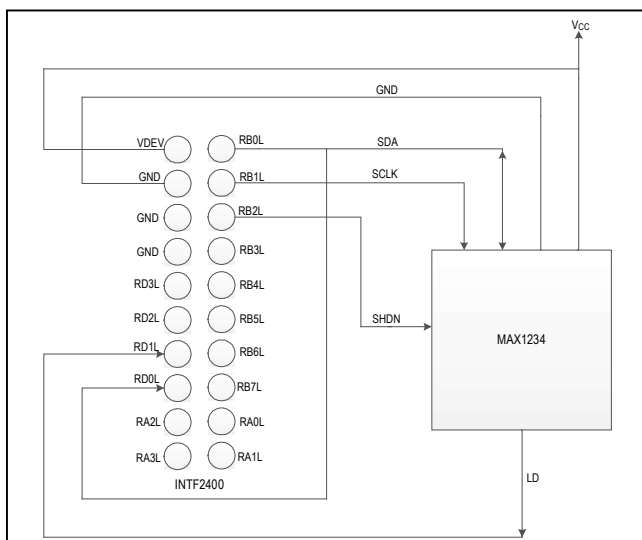 Vcc
GND
VDEV
RB0L
SDA
GND
RB1L
SCLK
GND
RB2L
GND
RB3L
RD3L
RB4L
RD2L
RB5L
SHDN
MAX1234
RD1L
RB6L
RD0L
RB7L
RA2L
RA0L
RA3L
RA1L
LD
INTF2400